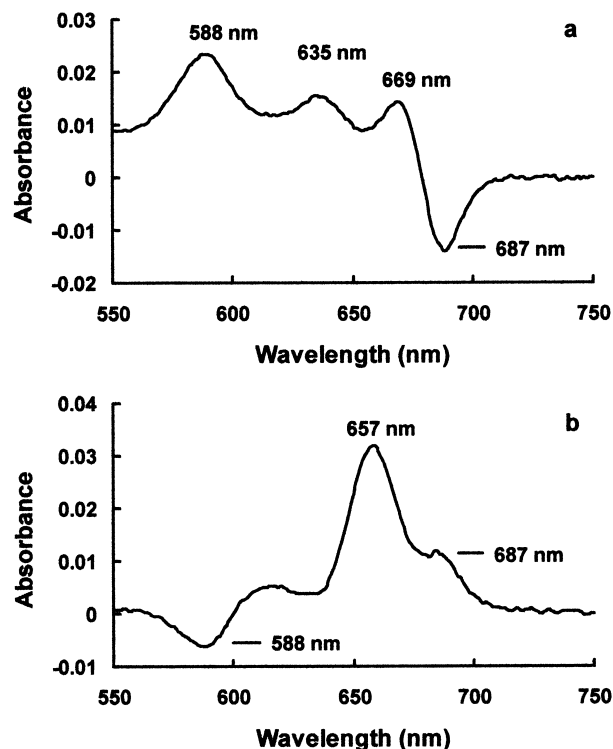 a
588 nm
635 nm
669 nm
0.03
0.02
0.01
0
-0.01
-0.02
687 nm
550 600 650 700 750
Absorbance
Wavelength (nm)
b
657 nm
0.04
0.03
0.02
0.01
0
-0.01
687 nm
588 nm
550 600 650 700 750
Absorbance
Wavelength (nm)